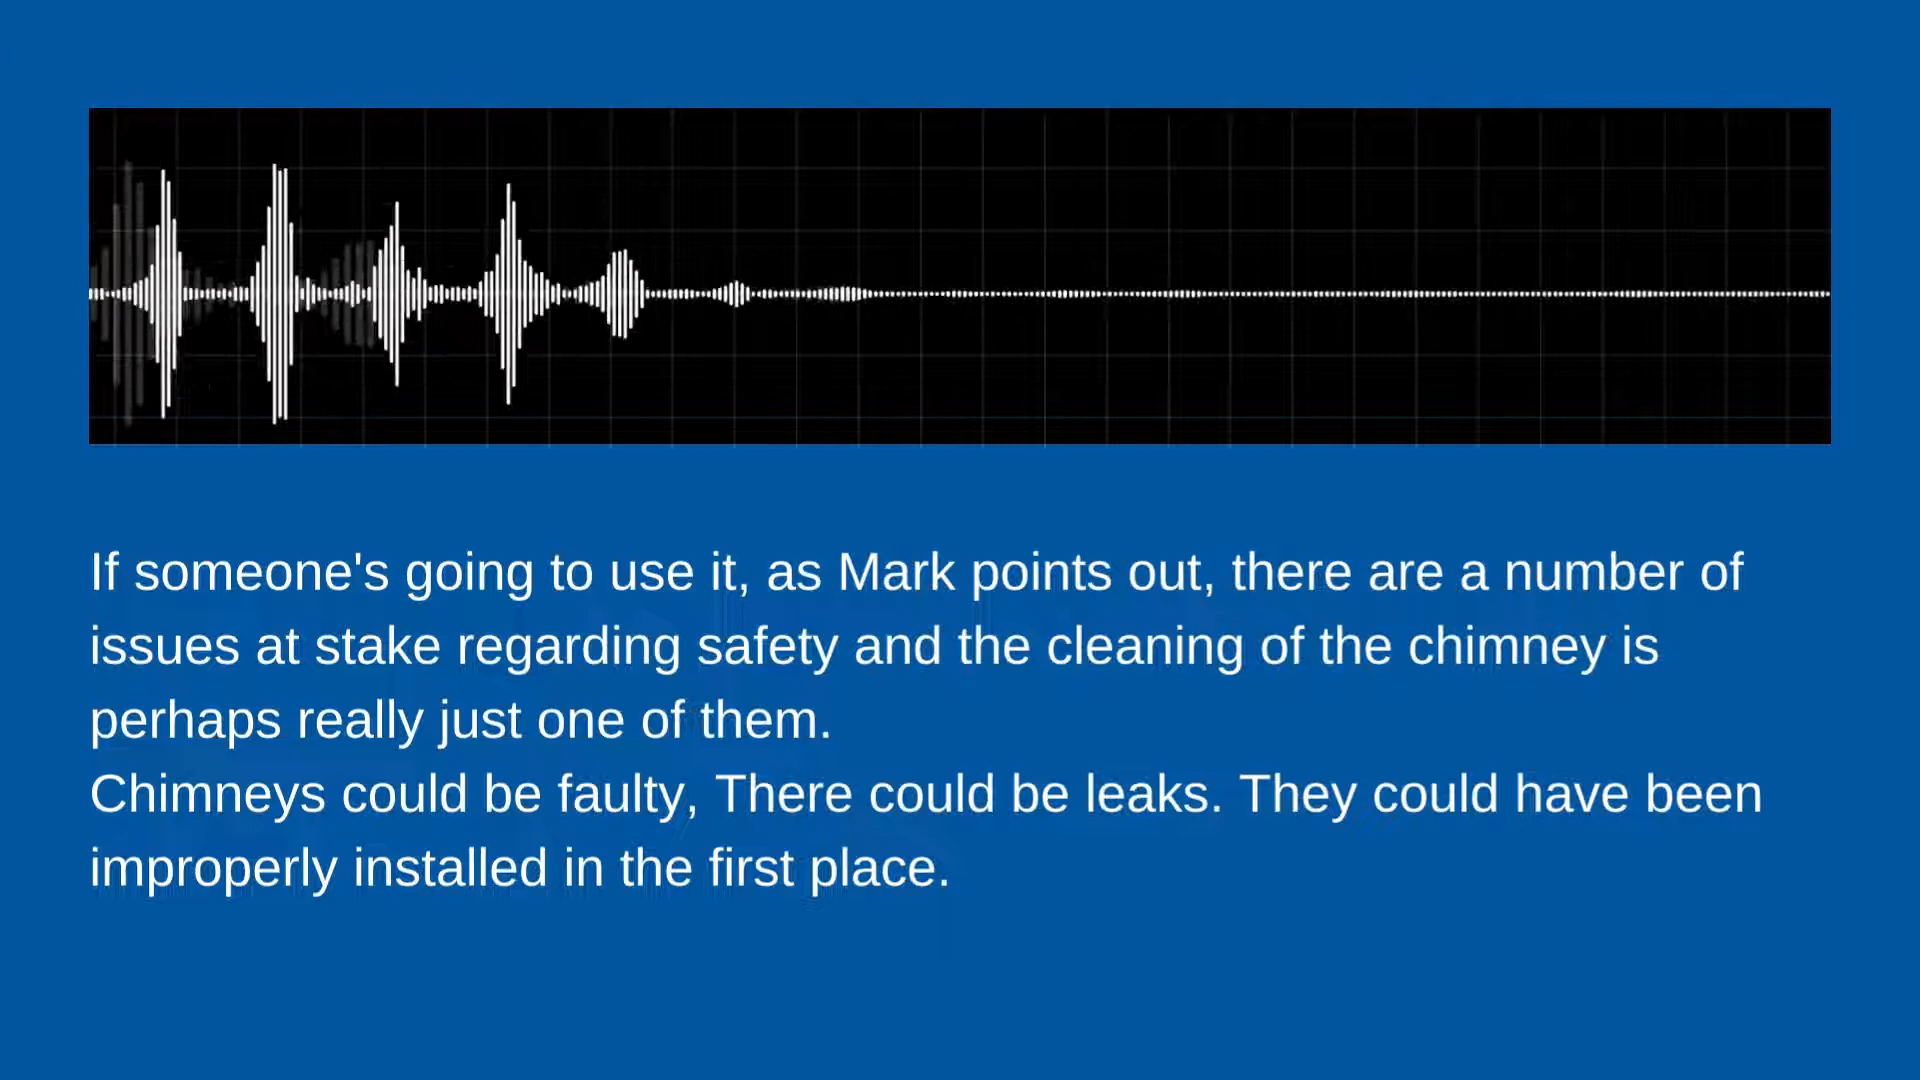 If someone's going to use it, as Mark points out, there are a number of
issues at stake regarding safety and the cleaning of the chimney is
perhaps really just one of them.
Chimneys could be faulty, There could be leaks. They could have been
improperly installed in the first place.